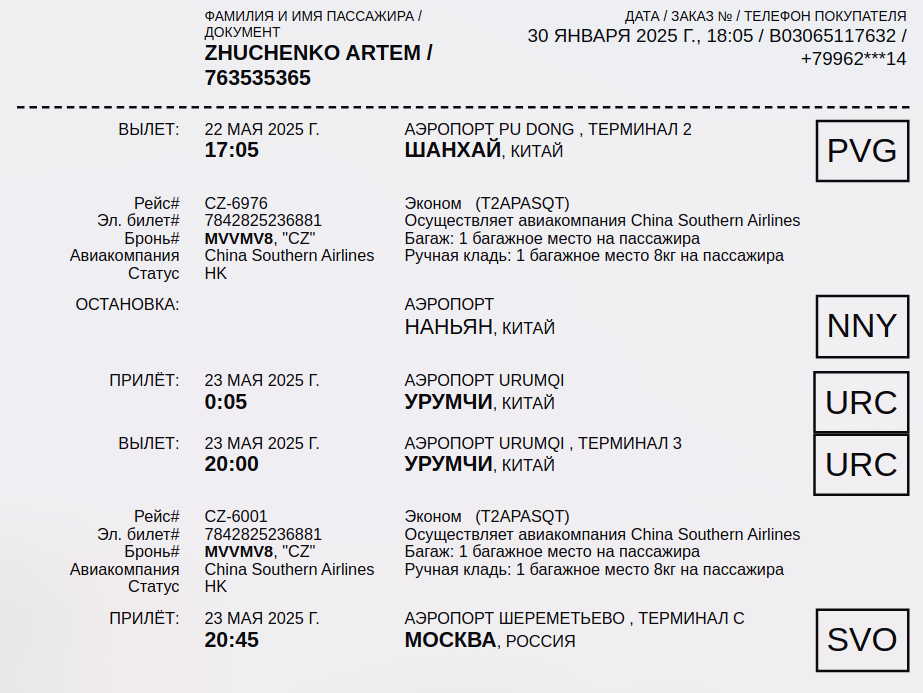 ФАМИЛИЯ И ИМЯ ПАССАЖИРА /
ДОКУМЕНТ
ZHUCHENKO ARTEM /
763535365
ДАТА / ЗАКАЗ № / ТЕЛЕФОН ПОКУПАТЕЛЯ
30 ЯНВАРЯ 2025 Г., 18:05 / B03065117632 /
+79962***14
ВЫЛЕТ: 22 МАЯ 2025 Г. АЭРОПОРТ PU DONG , ТЕРМИНАЛ 2
17:05 ШАНХАЙ, КИТАЙ PVG
Рейс# CZ-6976 Эконом (T2APASQT)
Эл. билет# 7842825236881 Осуществляет авиакомпания China Southern Airlines
Бронь# MVVMV8, "CZ" Багаж: 1 багажное место на пассажира
Авиакомпания China Southern Airlines Ручная кладь: 1 багажное место 8кг на пассажира
Статус HK
ОСТАНОВКА: АЭРОПОРТ
НАНЬЯН, КИТАЙ NNY
ПРИЛЁТ: 23 МАЯ 2025 Г. АЭРОПОРТ URUMQI
0:05 УРУМЧИ, КИТАЙ URC
ВЫЛЕТ: 23 МАЯ 2025 Г. АЭРОПОРТ URUMQI , ТЕРМИНАЛ 3
20:00 УРУМЧИ, КИТАЙ URC
Рейс# CZ-6001 Эконом (T2APASQT)
Эл. билет# 7842825236881 Осуществляет авиакомпания China Southern Airlines
Бронь# MVVMV8, "CZ" Багаж: 1 багажное место на пассажира
Авиакомпания China Southern Airlines Ручная кладь: 1 багажное место 8кг на пассажира
Статус HK
ПРИЛЁТ: 23 МАЯ 2025 Г. АЭРОПОРТ ШЕРЕМЕТЬЕВО , ТЕРМИНАЛ C
20:45 МОСКВА, РОССИЯ SVO